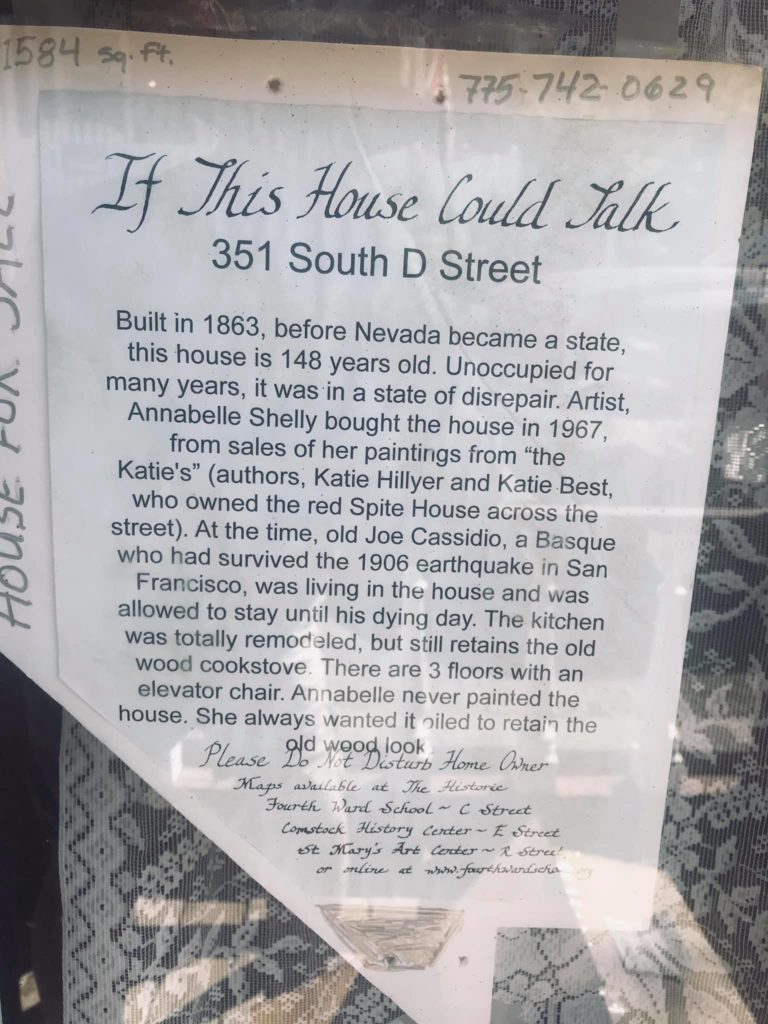 1584 sq. ft.
775-742-0629
HOUSE FOR SALE
If This House Could Talk
351 South D Street
Built in 1863, before Nevada became a state,
this house is 148 years old. Unoccupied for
many years, it was in a state of disrepair. Artist,
Annabelle Shelly bought the house in 1967,
from sales of her paintings from “the
Katie's” (authors, Katie Hillyer and Katie Best,
who owned the red Spite House across the
street). At the time, old Joe Cassidio, a Basque
who had survived the 1906 earthquake in San
Francisco, was living in the house and was
allowed to stay until his dying day. The kitchen
was totally remodeled, but still retains the old
wood cookstove. There are 3 floors with an
elevator chair. Annabelle never painted the
house. She always wanted it oiled to retain the
old wood look.
Please Do Not Disturb Home Owner
Maps available at The Historic
Fourth Ward School ~ C Street
Comstock History Center ~ E Street
St Mary's Art Center ~ R Street
or online at